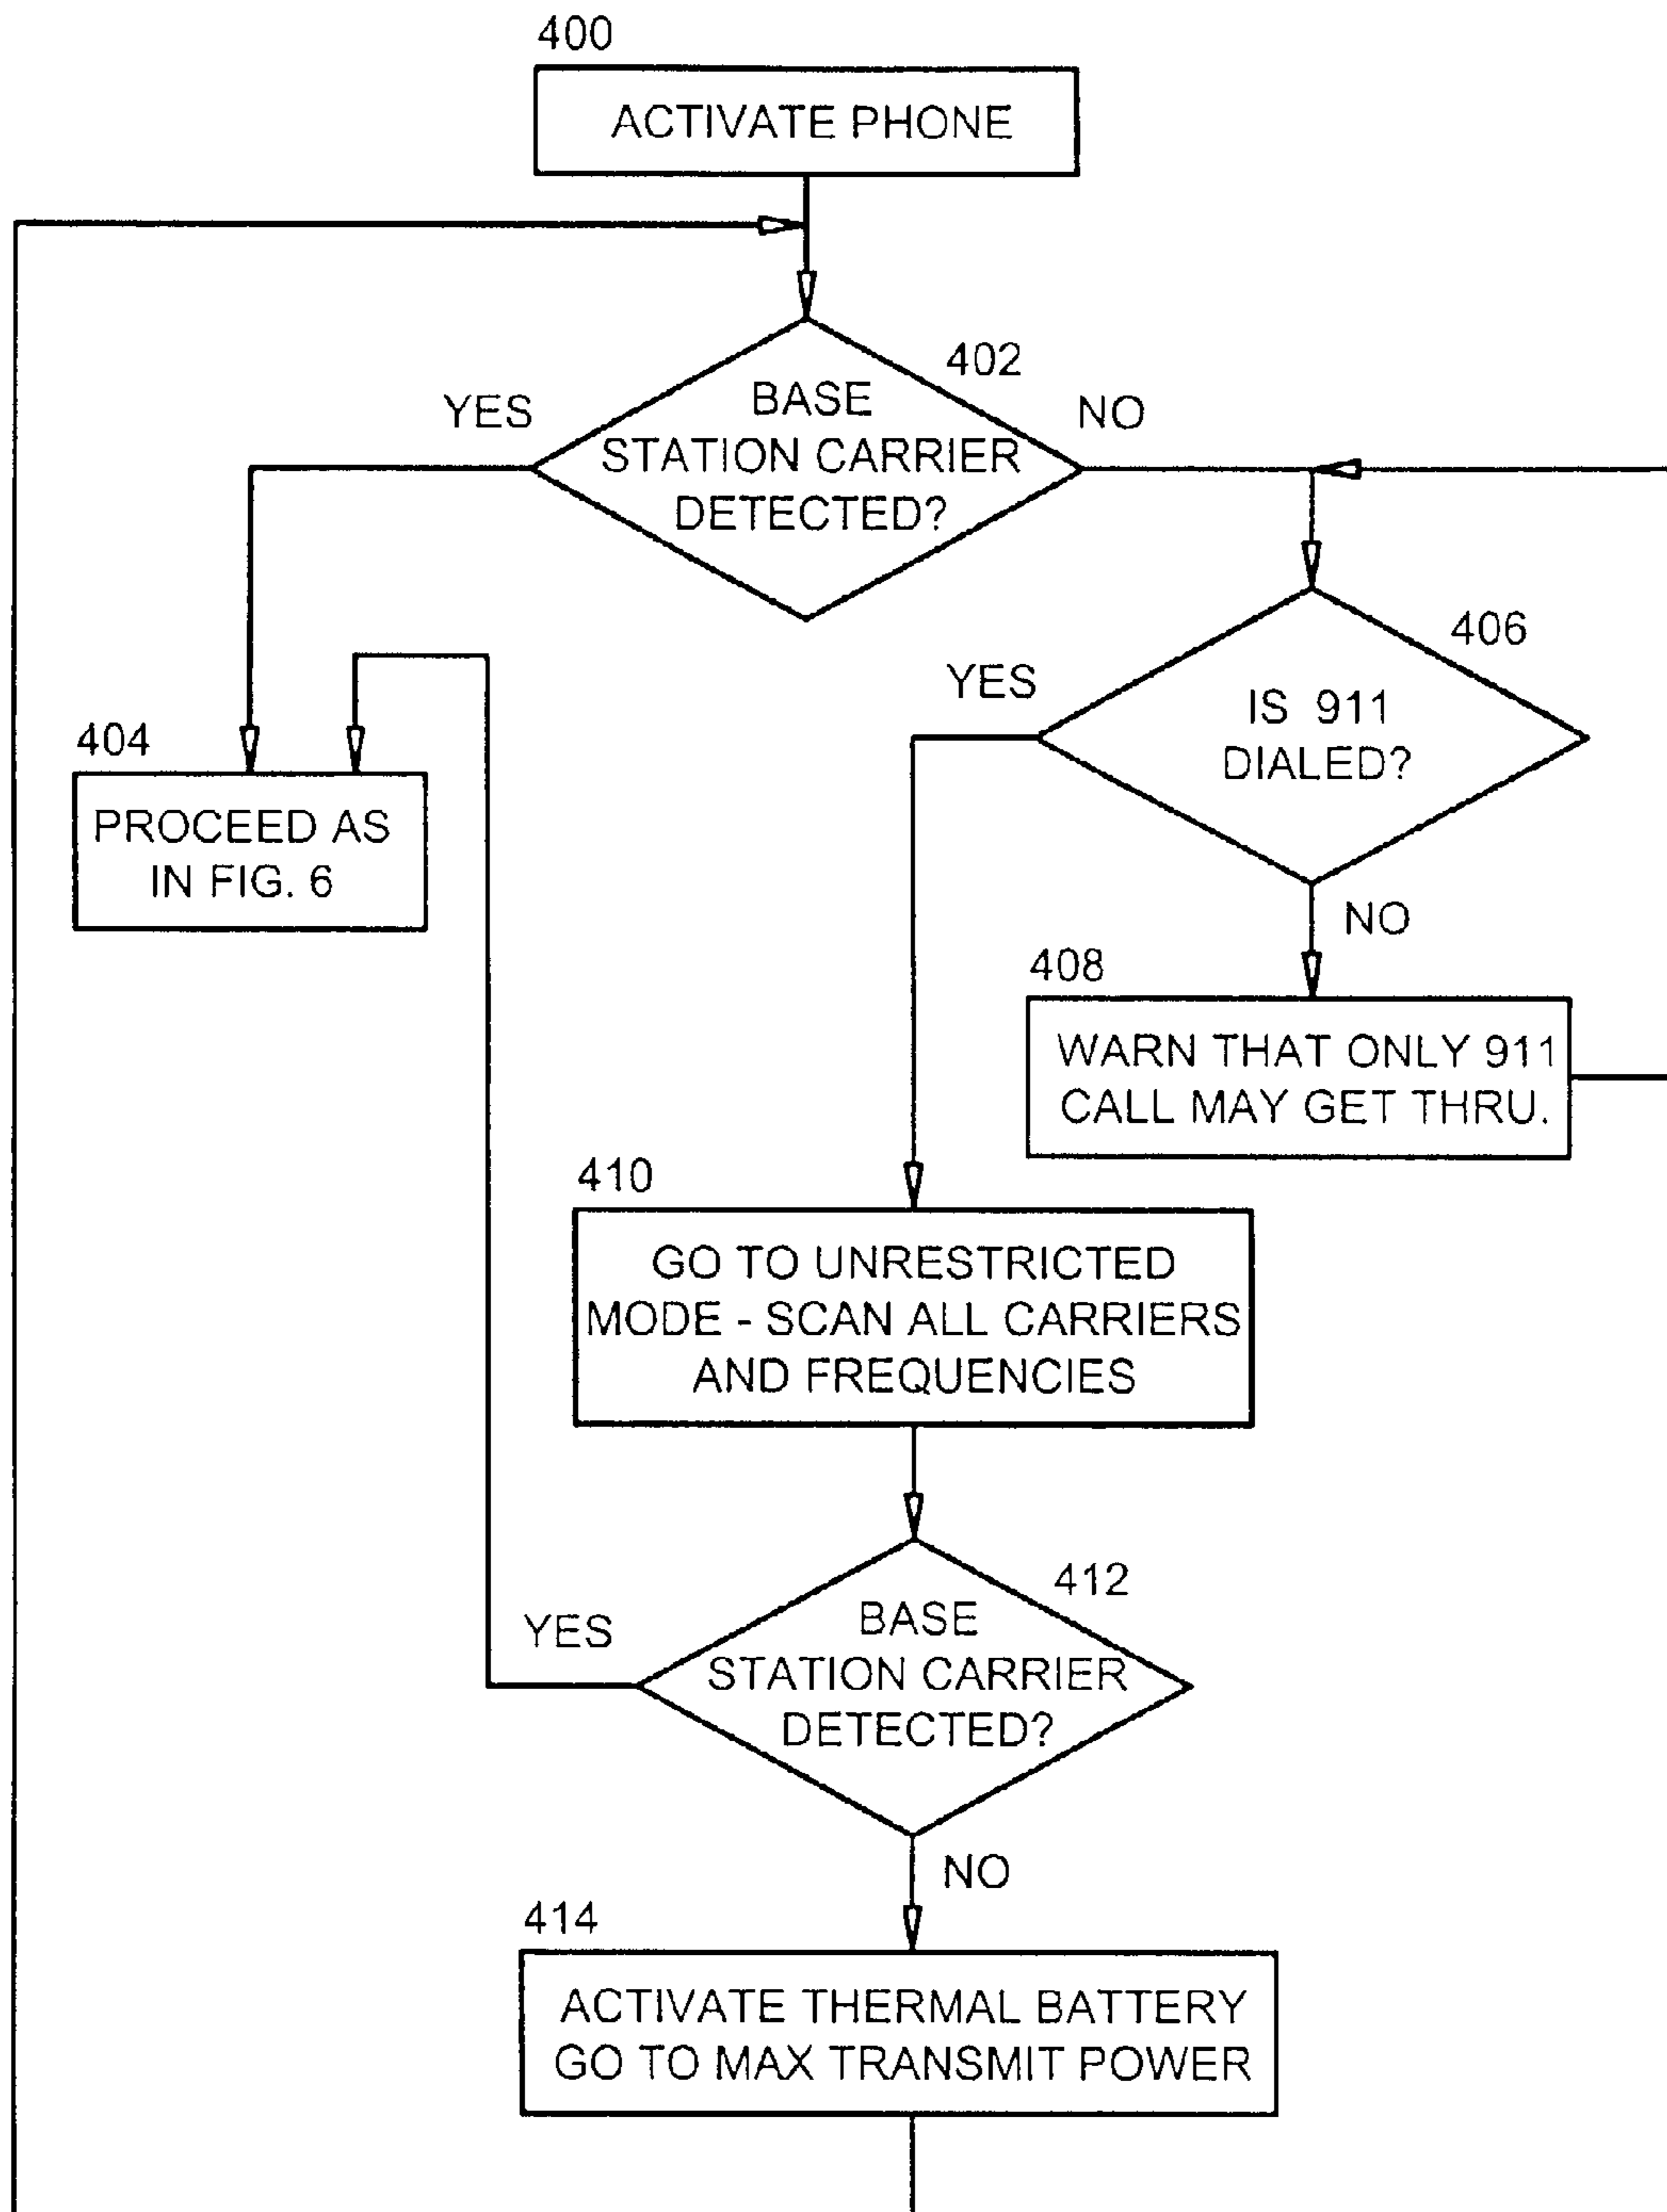 400
ACTIVATE PHONE
402
YES
BASE
STATION CARRIER
DETECTED?
NO
406
YES
IS 911
DIALED?
404
PROCEED AS
IN FIG. 6
NO
408
WARN THAT ONLY 911
CALL MAY GET THRU.
410
GO TO UNRESTRICTED
MODE - SCAN ALL CARRIERS
AND FREQUENCIES
412
YES
BASE
STATION CARRIER
DETECTED?
NO
414
ACTIVATE THERMAL BATTERY
GO TO MAX TRANSMIT POWER